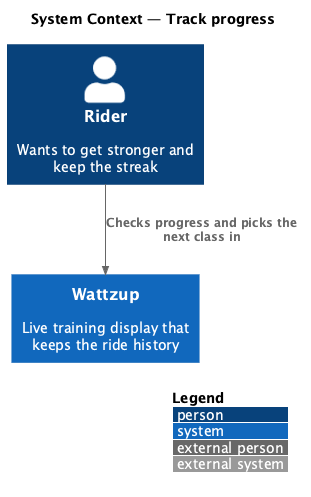 System Context — Track progress
Rider
Wants to get stronger and
keep the streak
Checks progress and picks the
next class in
Wattzup
Live training display that
keeps the ride history
Legend
person
system
external person
external system